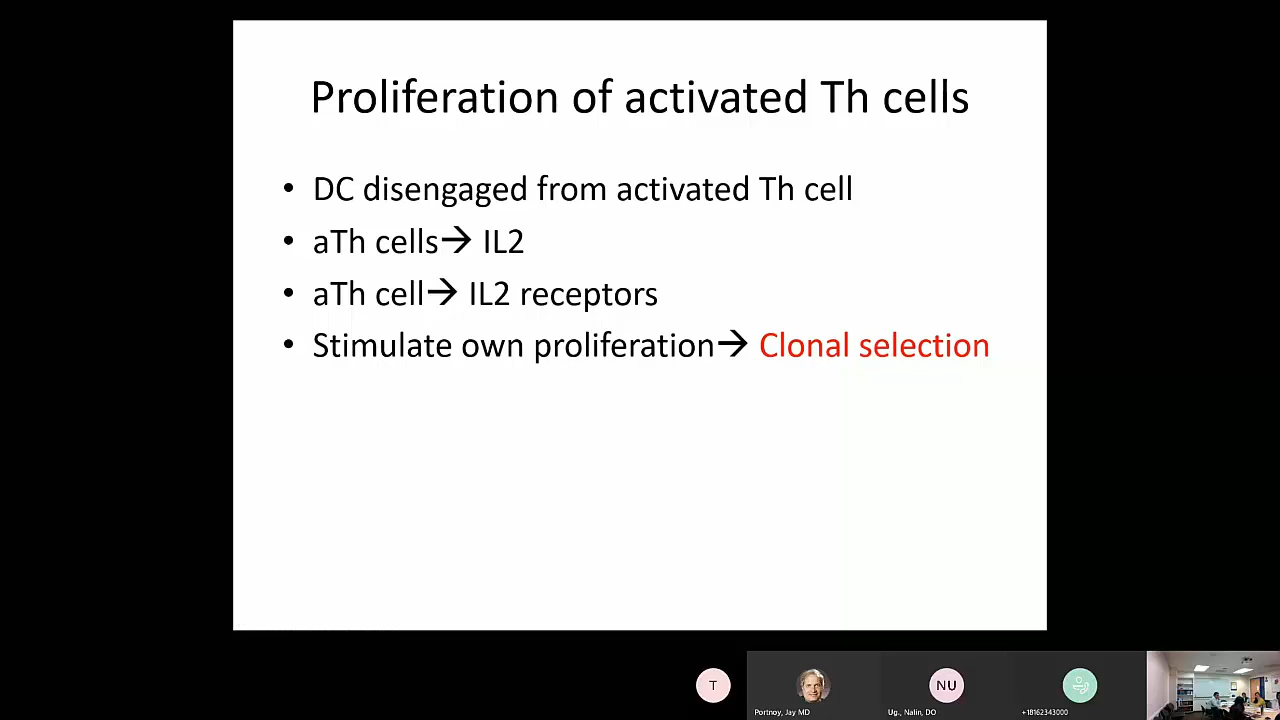 Proliferation of activated Th cells
• DC disengaged from activated Th cell
• aTh cells→ IL2
• aTh cell→ IL2 receptors
• Stimulate own proliferation→ Clonal selection
T
NU
Portnoy, Jay MD
Ug., Nalin, DO
+18162343000